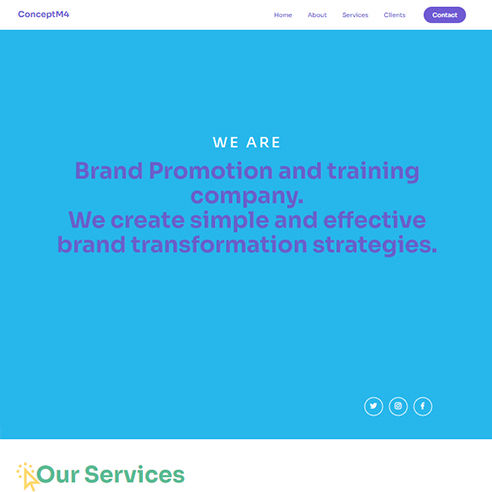 ConceptM4
Home About Services Clients Contact
WE ARE
Brand Promotion and training
company.
We create simple and effective
brand transformation strategies.
Our Services